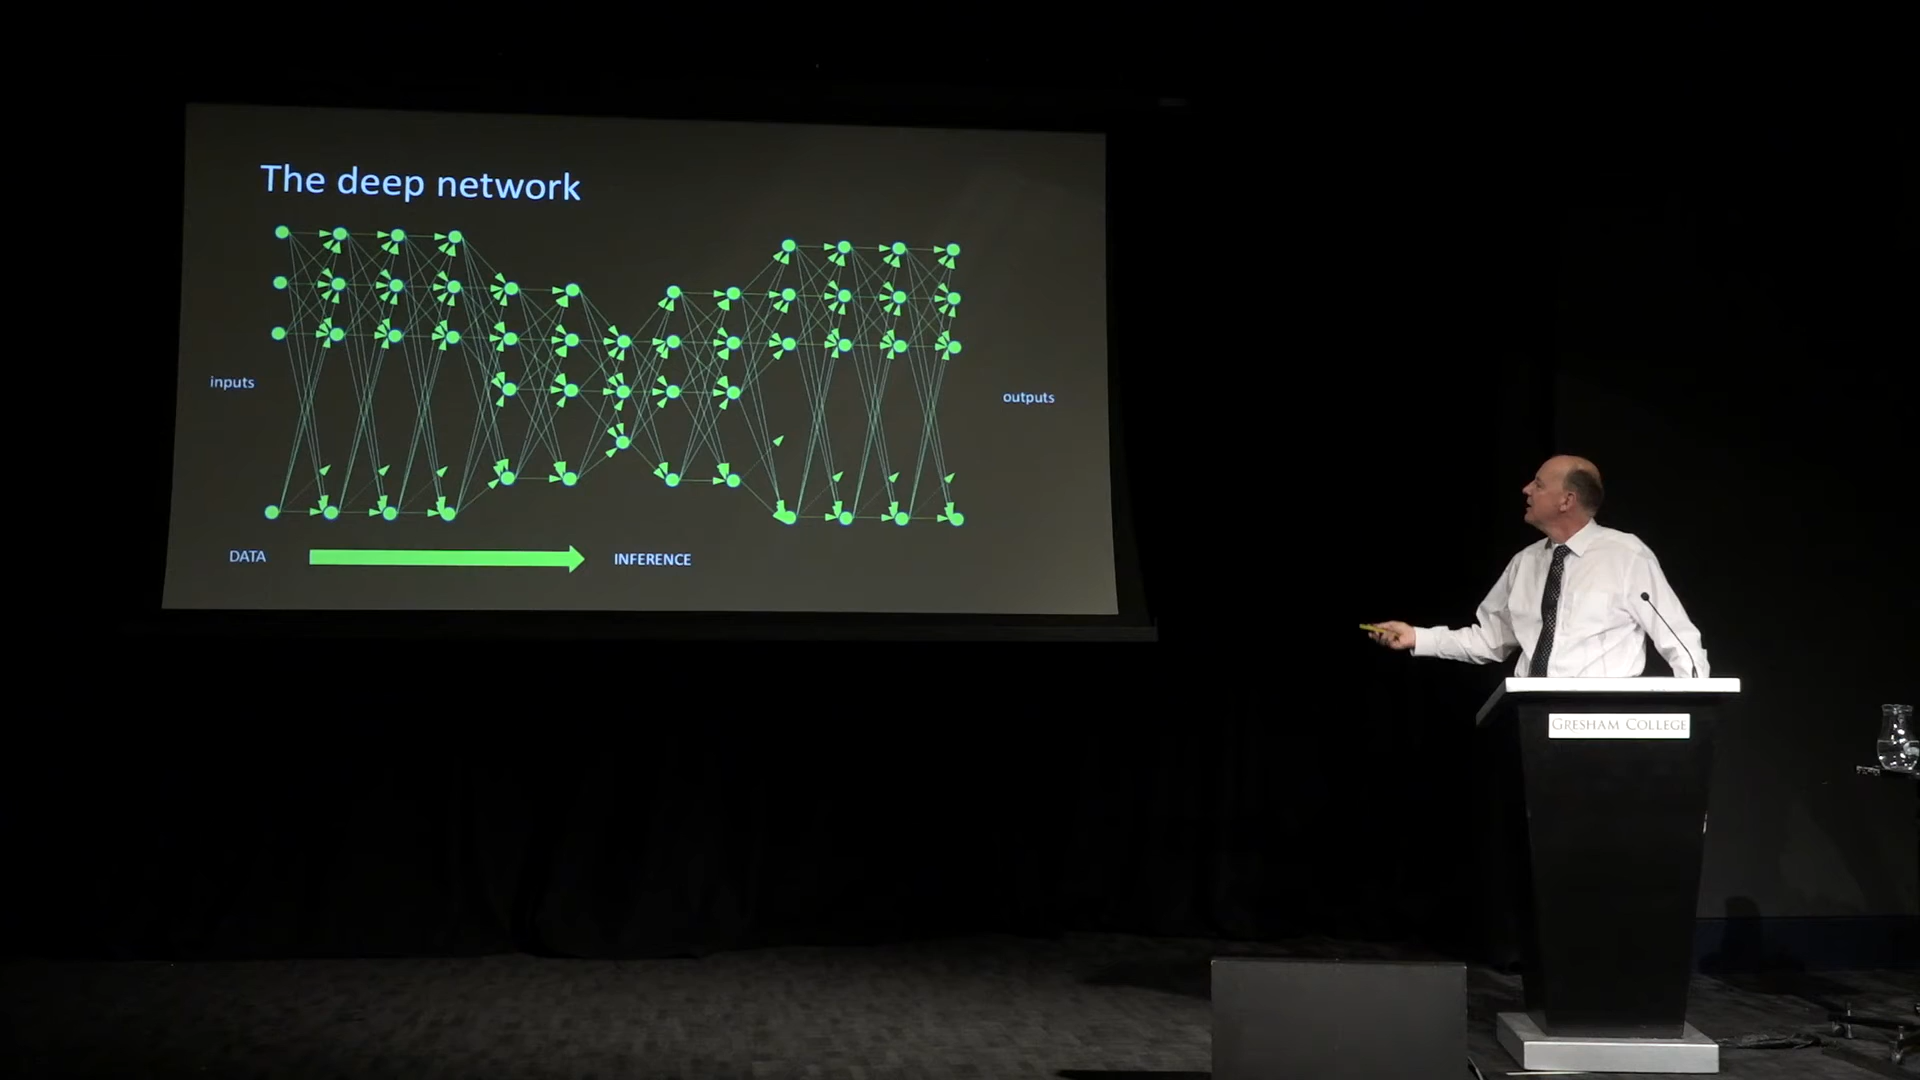 The deep network
inputs
outputs
DATA
INFERENCE
GRESHAM COLLEGE